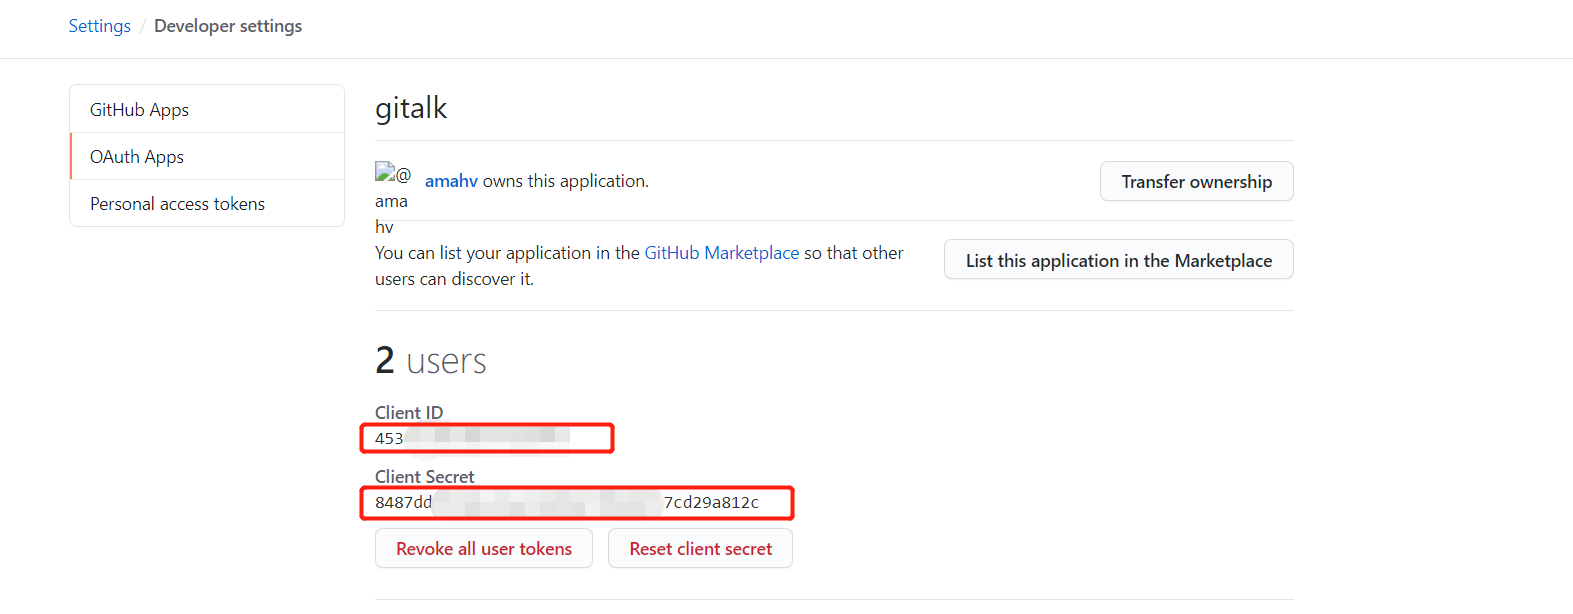 Settings / Developer settings
GitHub Apps
OAuth Apps
Personal access tokens
gitalk
@
ama
hv
amahv owns this application.
Transfer ownership
You can list your application in the GitHub Marketplace so that other
users can discover it.
List this application in the Marketplace
2 users
Client ID
453
Client Secret
8487dd 7cd29a812c
Revoke all user tokens
Reset client secret